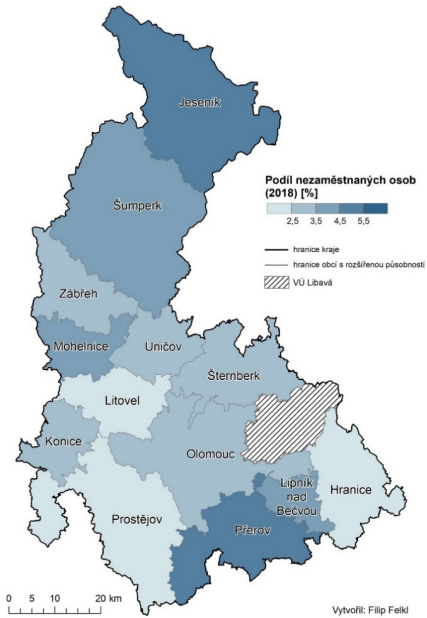 Jeseník
Šumperk
Podíl nezaměstnaných osob
(2018) [%]
2,5 3,5 4,5 5,5
hranice kraje
hranice obcí s rozšířenou působností
VÚ Libavá
Zábřeh
Mohelnice
Uničov
Šternberk
Litovel
Konice
Olomouc
Lipník
nad
Bečvou
Hranice
Prostějov
Přerov
0 5 10 20 km
Vytvořil: Filip Felkl